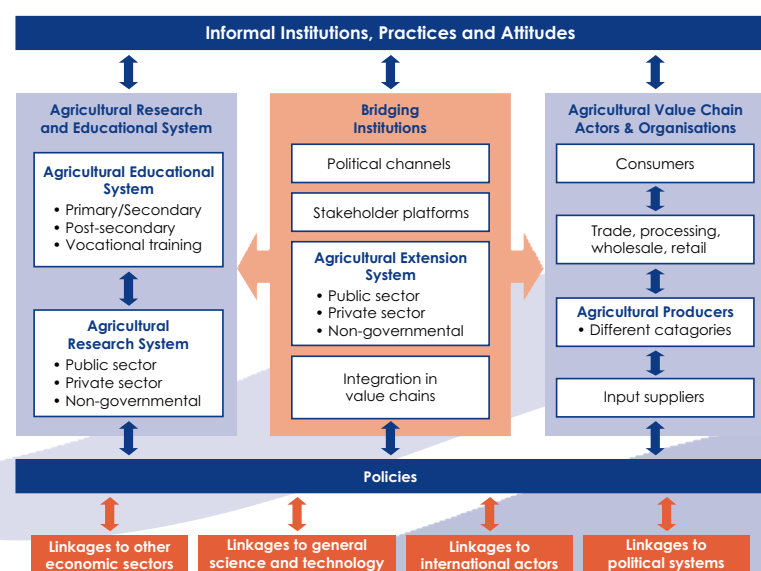 Informal Institutions, Practices and Attitudes
Agricultural Research
and Educational System
Agricultural Educational
System
• Primary/Secondary
• Post-secondary
• Vocational training
Agricultural
Research System
• Public sector
• Private sector
• Non-governmental
Bridging
Institutions
Political channels
Stakeholder platforms
Agricultural Extension
System
• Public sector
• Private sector
• Non-governmental
Integration in
value chains
Agricultural Value Chain
Actors & Organisations
Consumers
Trade, processing,
wholesale, retail
Agricultural Producers
• Different catagories
Input suppliers
Policies
Linkages to other
economic sectors
Linkages to general
science and technology
Linkages to
international actors
Linkages to
political systems